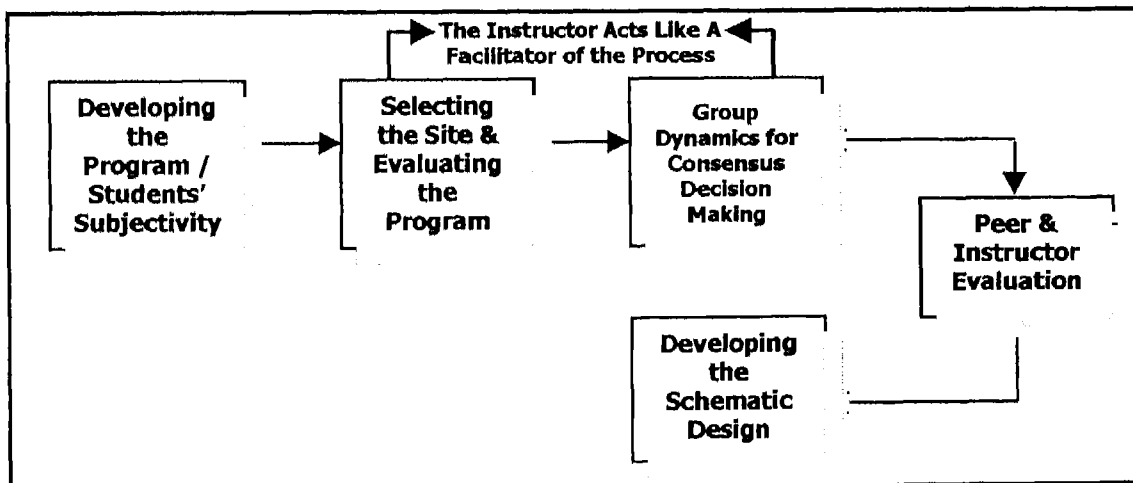 The Instructor Acts Like A
Facilitator of the Process
Developing
the
Program /
Students'
Subjectivity
Selecting
the Site &
Evaluating
the
Program
Group
Dynamics for
Consensus
Decision
Making
Peer &
Instructor
Evaluation
Developing
the
Schematic
Design